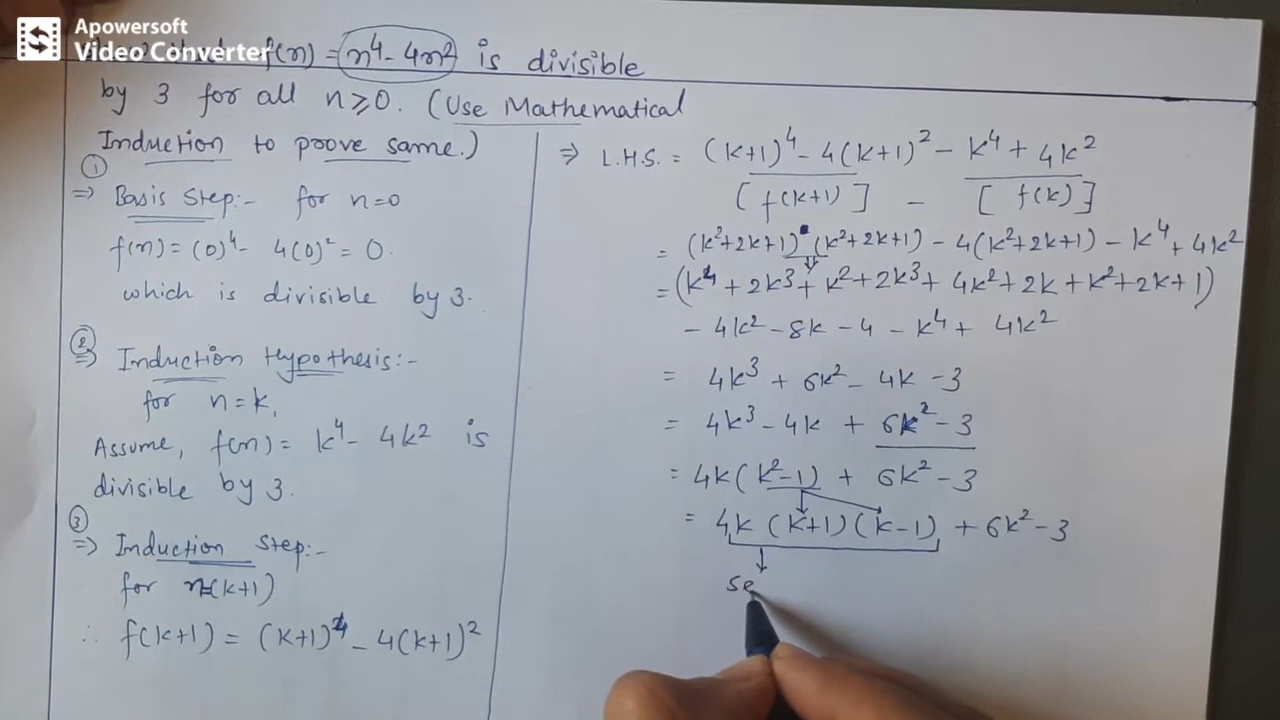 Apowersoft
Video Converter
f(n) = n⁴ - 4n² is divisible
by 3 for all n ≥ 0. (Use Mathematical
Induction to prove same.)
①
⇒ Basis Step:- for n=0
f(n) = (0)⁴ - 4(0)² = 0.
which is divisible by 3.
②
⇒ Induction Hypothesis:-
for n=k,
Assume, f(n) = k⁴ - 4k² is
divisible by 3.
③
⇒ Induction Step:-
for n=(k+1)
∴ f(k+1) = (k+1)⁴ - 4(k+1)²
⇒ L.H.S. = (k+1)⁴ - 4(k+1)² - k⁴ + 4k²
[f(k+1)] - [f(k)]
= (k²+2k+1)·(k²+2k+1) - 4(k²+2k+1) - k⁴ + 4k²
= (k⁴ + 2k³ + k² + 2k³ + 4k² + 2k + k² + 2k + 1)
- 4k² - 8k - 4 - k⁴ + 4k²
= 4k³ + 6k² - 4k - 3
= 4k³ - 4k + 6k² - 3
= 4k(k²-1) + 6k² - 3
= 4k(k+1)(k-1) + 6k² - 3
Se